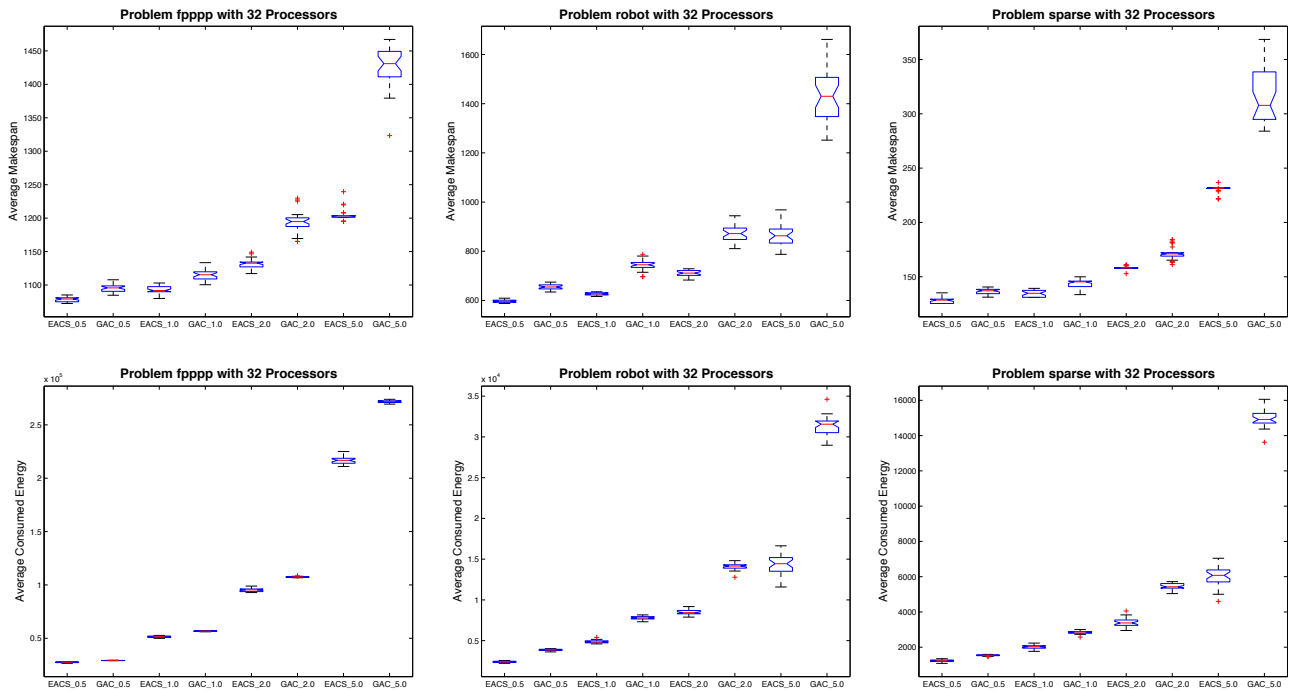 Problem fpppp with 32 Processors
Average Makespan
1450
1400
1350
1300
1250
1200
1150
1100
EACS_0.5 GAC_0.5 EACS_1.0 GAC_1.0 EACS_2.0 GAC_2.0 EACS_5.0 GAC_5.0
Problem robot with 32 Processors
Average Makespan
1600
1400
1200
1000
800
600
EACS_0.5 GAC_0.5 EACS_1.0 GAC_1.0 EACS_2.0 GAC_2.0 EACS_5.0 GAC_5.0
Problem sparse with 32 Processors
Average Makespan
350
300
250
200
150
EACS_0.5 GAC_0.5 EACS_1.0 GAC_1.0 EACS_2.0 GAC_2.0 EACS_5.0 GAC_5.0
Problem fpppp with 32 Processors
x 10^5
Average Consumed Energy
2.5
2
1.5
1
0.5
EACS_0.5 GAC_0.5 EACS_1.0 GAC_1.0 EACS_2.0 GAC_2.0 EACS_5.0 GAC_5.0
Problem robot with 32 Processors
x 10^4
Average Consumed Energy
3.5
3
2.5
2
1.5
1
0.5
EACS_0.5 GAC_0.5 EACS_1.0 GAC_1.0 EACS_2.0 GAC_2.0 EACS_5.0 GAC_5.0
Problem sparse with 32 Processors
Average Consumed Energy
16000
14000
12000
10000
8000
6000
4000
2000
EACS_0.5 GAC_0.5 EACS_1.0 GAC_1.0 EACS_2.0 GAC_2.0 EACS_5.0 GAC_5.0